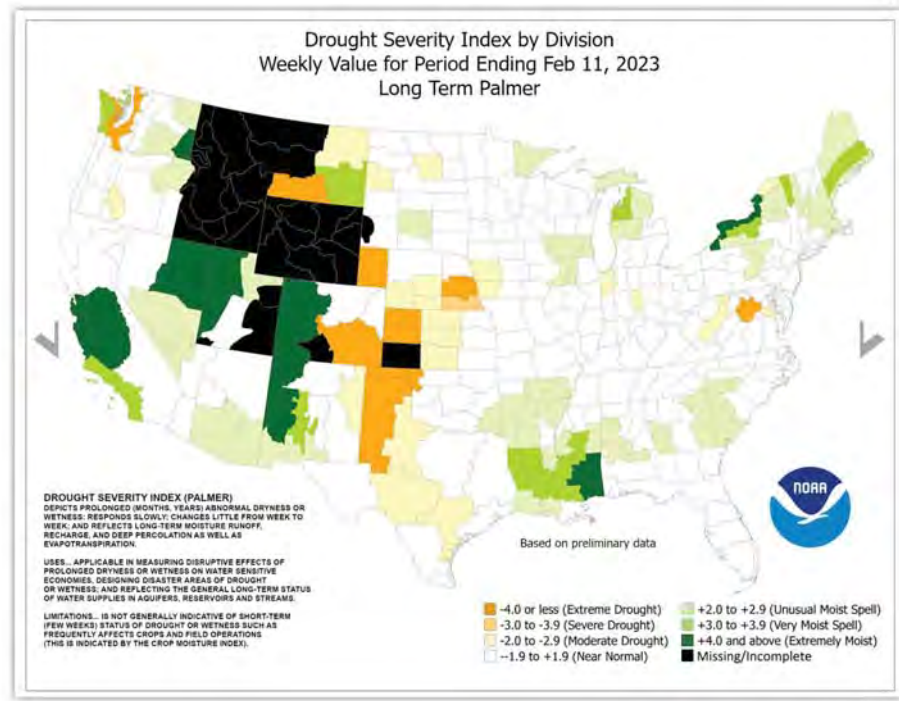 Drought Severity Index by Division
Weekly Value for Period Ending Feb 11, 2023
Long Term Palmer
DROUGHT SEVERITY INDEX (PALMER)
DEPICTS PROLONGED (MONTHS, YEARS) ABNORMAL DRYNESS OR
WETNESS; RESPONDS SLOWLY; CHANGES LITTLE FROM WEEK TO
WEEK; AND REFLECTS LONG-TERM MOISTURE RUNOFF,
RECHARGE, AND DEEP PERCOLATION AS WELL AS
EVAPOTRANSPIRATION.
USES... APPLICABLE IN MEASURING DISRUPTIVE EFFECTS OF
PROLONGED DRYNESS OR WETNESS ON WATER SENSITIVE
ECONOMIES, DESIGNING DISASTER AREAS OF DROUGHT
OR WETNESS; AND REFLECTING THE GENERAL LONG-TERM STATUS
OF WATER SUPPLIES IN AQUIFERS, RESERVOIRS AND STREAMS.
LIMITATIONS... IS NOT GENERALLY INDICATIVE OF SHORT-TERM
(FEW WEEKS) STATUS OF DROUGHT OR WETNESS SUCH AS
FREQUENTLY AFFECTS CROPS AND FIELD OPERATIONS
(THIS IS INDICATED BY THE CROP MOISTURE INDEX).
NOAA
Based on preliminary data
-4.0 or less (Extreme Drought)
-3.0 to -3.9 (Severe Drought)
-2.0 to -2.9 (Moderate Drought)
--1.9 to +1.9 (Near Normal)
+2.0 to +2.9 (Unusual Moist Spell)
+3.0 to +3.9 (Very Moist Spell)
+4.0 and above (Extremely Moist)
Missing/Incomplete